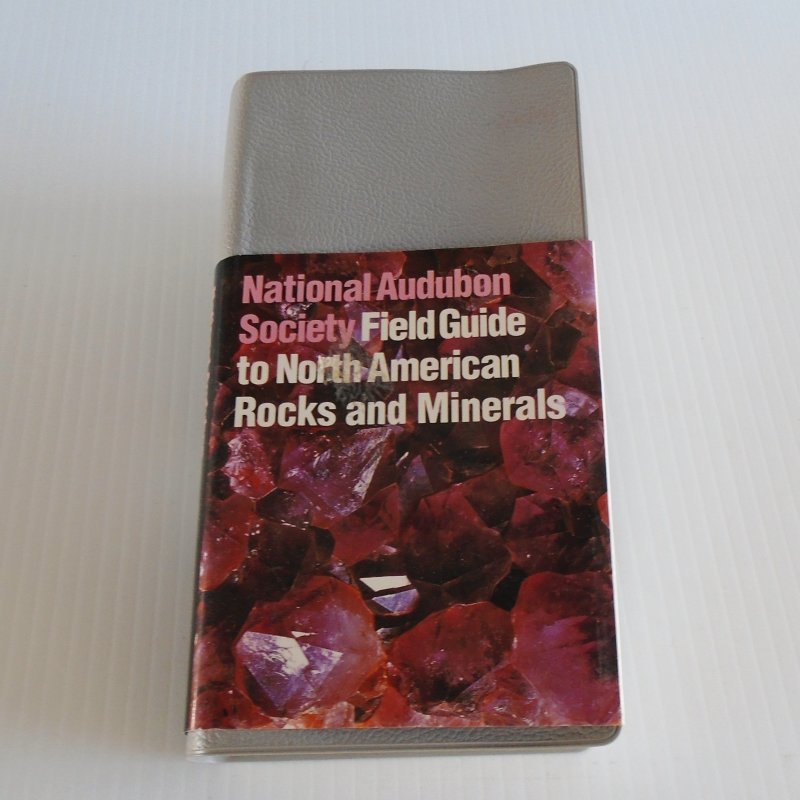 National Audubon
Society Field Guide
to North American
Rocks and Minerals